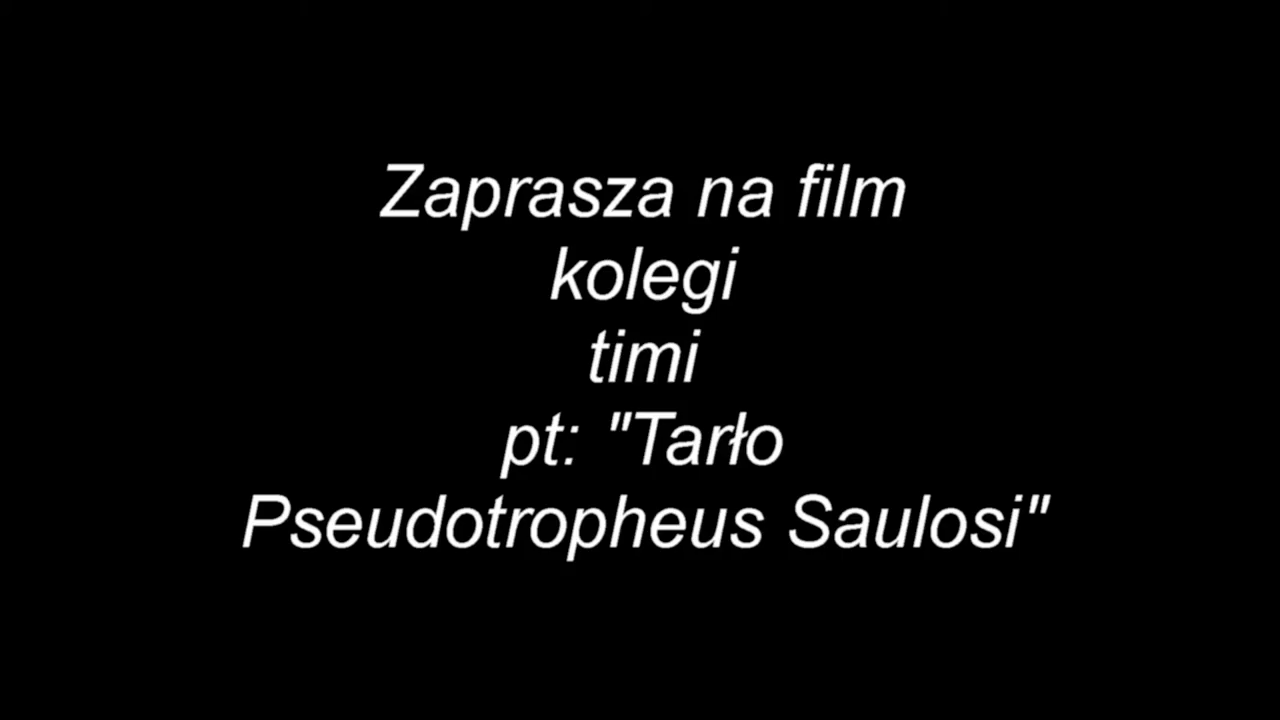 Zaprasza na film
kolegi
timi
pt: "Tarło
Pseudotropheus Saulosi"